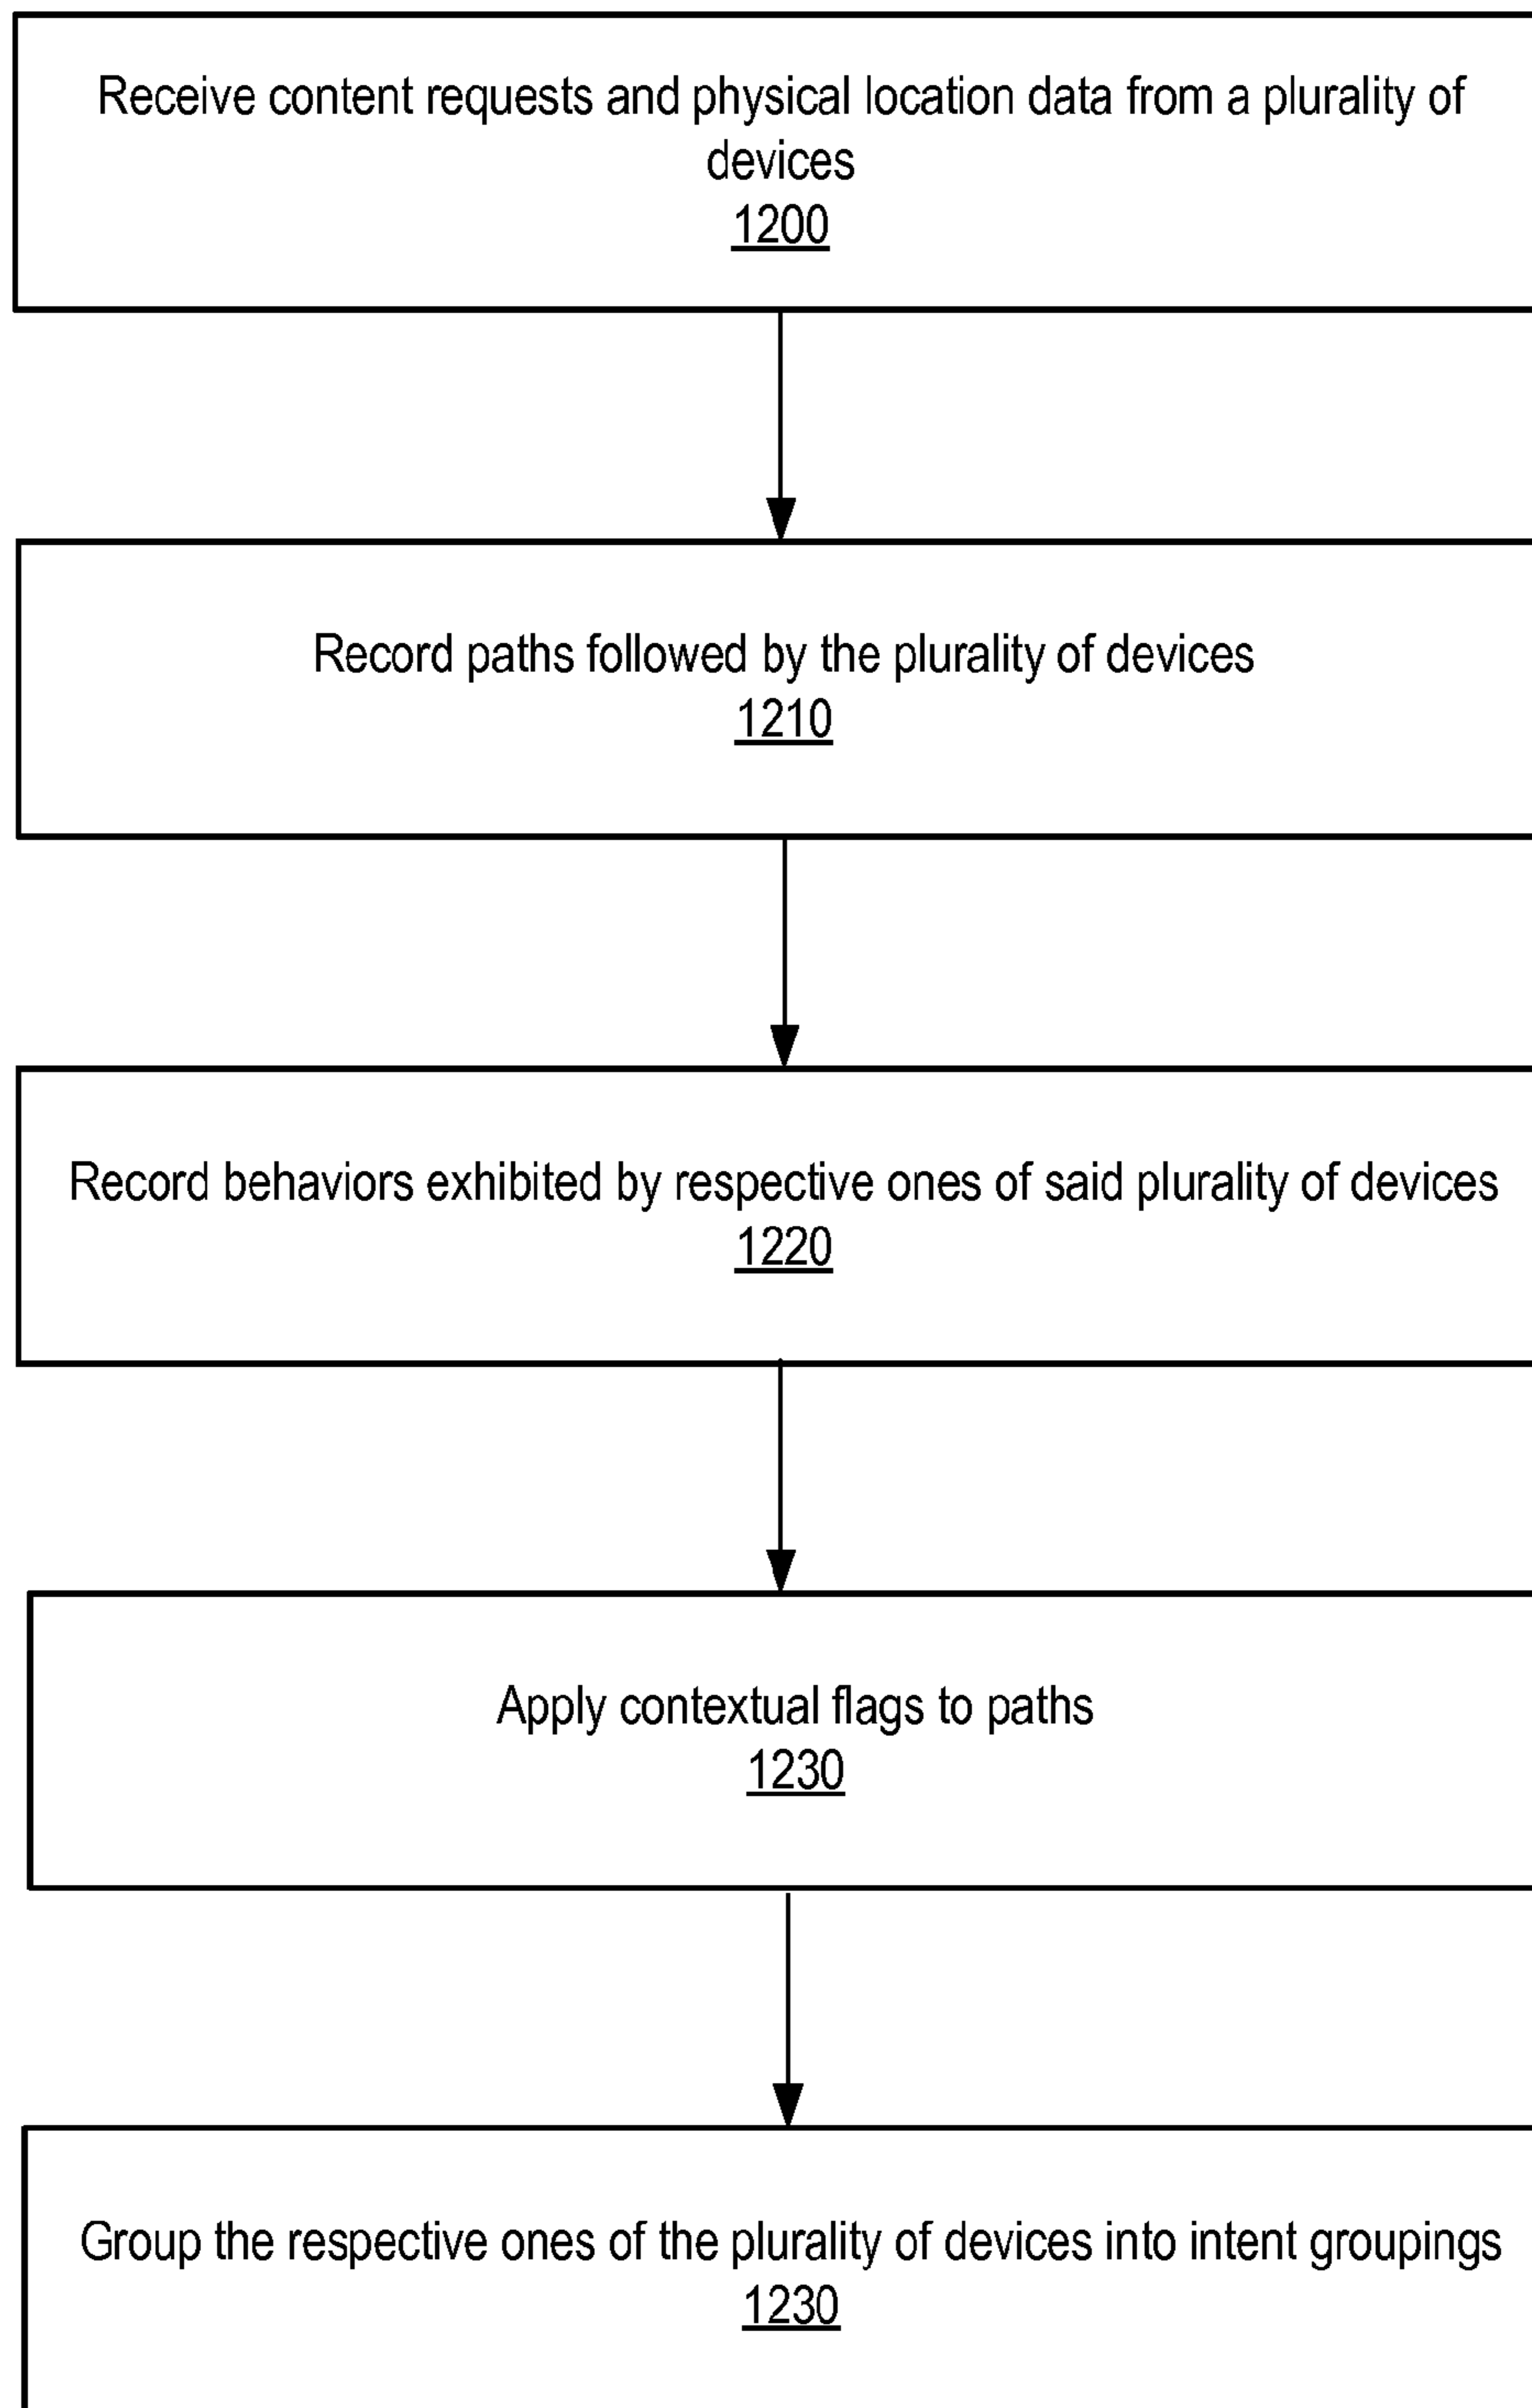 Receive content requests and physical location data from a plurality of
devices
1200
Record paths followed by the plurality of devices
1210
Record behaviors exhibited by respective ones of said plurality of devices
1220
Apply contextual flags to paths
1230
Group the respective ones of the plurality of devices into intent groupings
1230